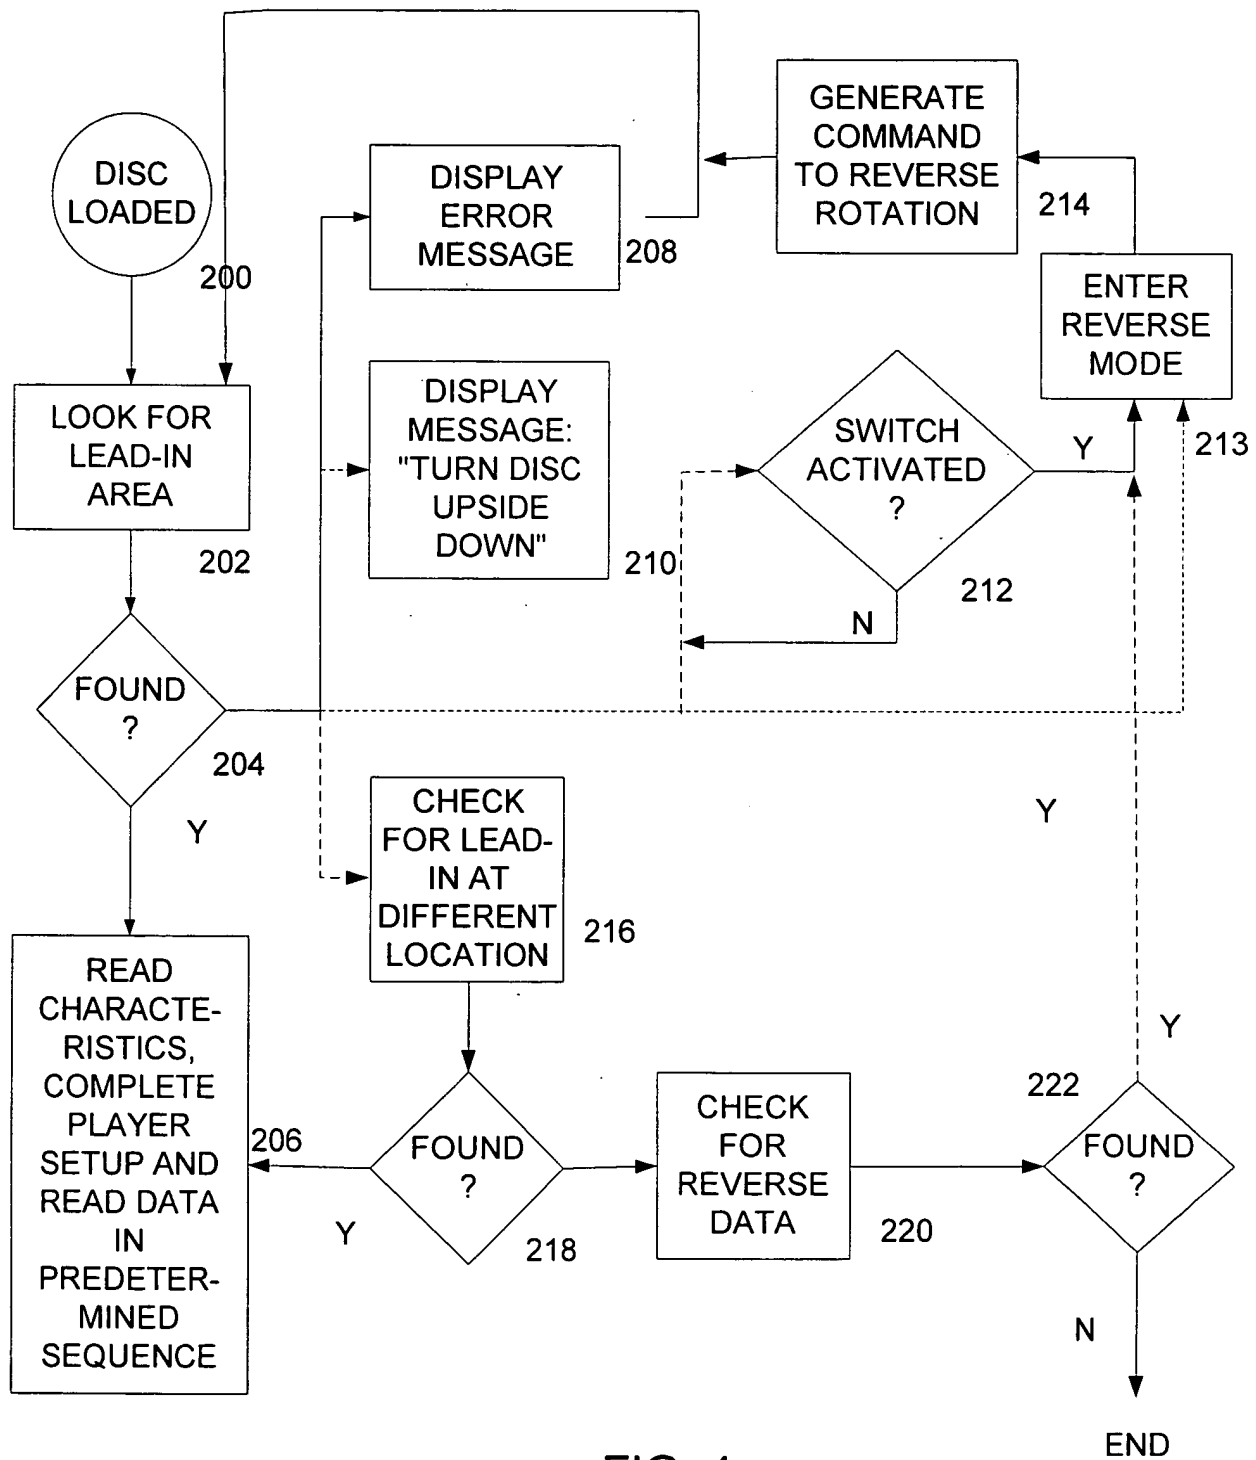 DISC
LOADED
200
LOOK FOR
LEAD-IN
AREA
202
FOUND
?
204
Y
READ
CHARACTE-
RISTICS,
COMPLETE
PLAYER
SETUP AND
READ DATA
IN
PREDETER-
MINED
SEQUENCE
206
DISPLAY
ERROR
MESSAGE
208
DISPLAY
MESSAGE:
"TURN DISC
UPSIDE
DOWN"
210
SWITCH
ACTIVATED
?
212
Y
N
ENTER
REVERSE
MODE
213
GENERATE
COMMAND
TO REVERSE
ROTATION
214
CHECK
FOR LEAD-
IN AT
DIFFERENT
LOCATION
216
FOUND
?
218
Y
CHECK
FOR
REVERSE
DATA
220
FOUND
?
222
Y
Y
N
END